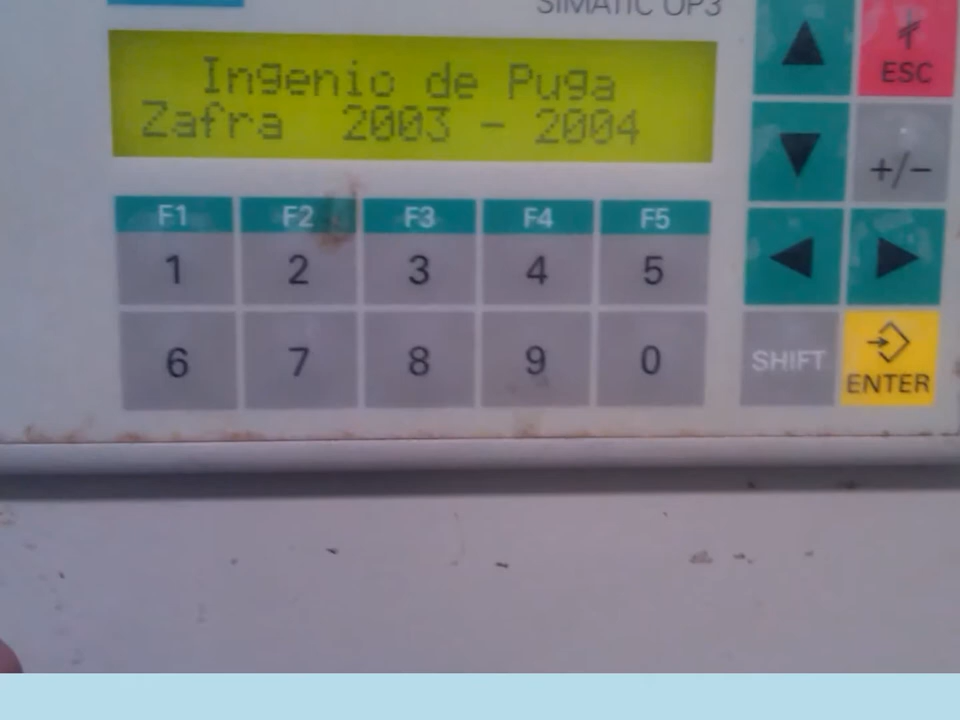 SIMATIC OP3
Ingenio de Puga
Zafra 2003 - 2004
ESC
+/−
F1 F2 F3 F4 F5
1 2 3 4 5
6 7 8 9 0
SHIFT
ENTER